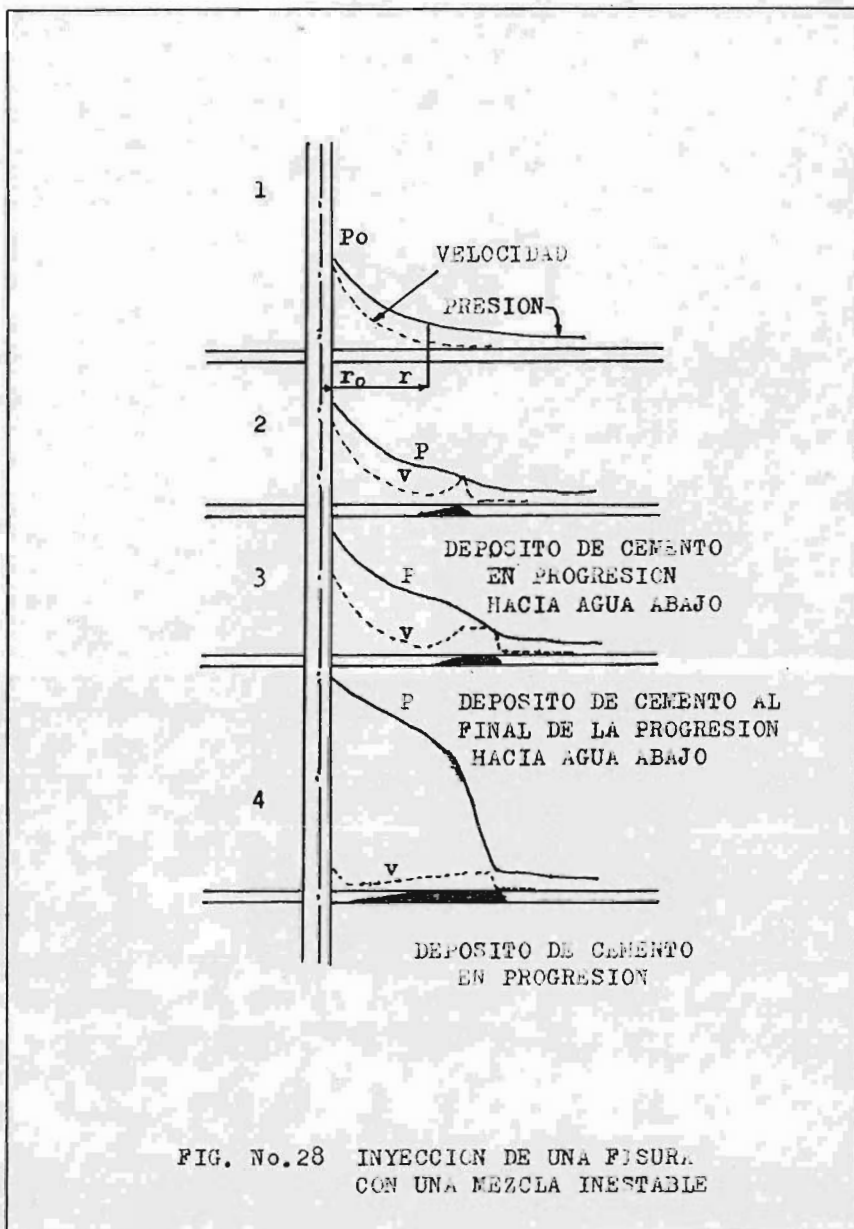 1
Po
VELOCIDAD
PRESION
ro r
2
P
v
DEPOSITO DE CEMENTO
EN PROGRESION
HACIA AGUA ABAJO
3
P
v
P
DEPOSITO DE CEMENTO AL
FINAL DE LA PROGRESION
HACIA AGUA ABAJO
4
v
DEPOSITO DE CEMENTO
EN PROGRESION
FIG. No.28 INYECCION DE UNA FISURA
CON UNA MEZCLA INESTABLE